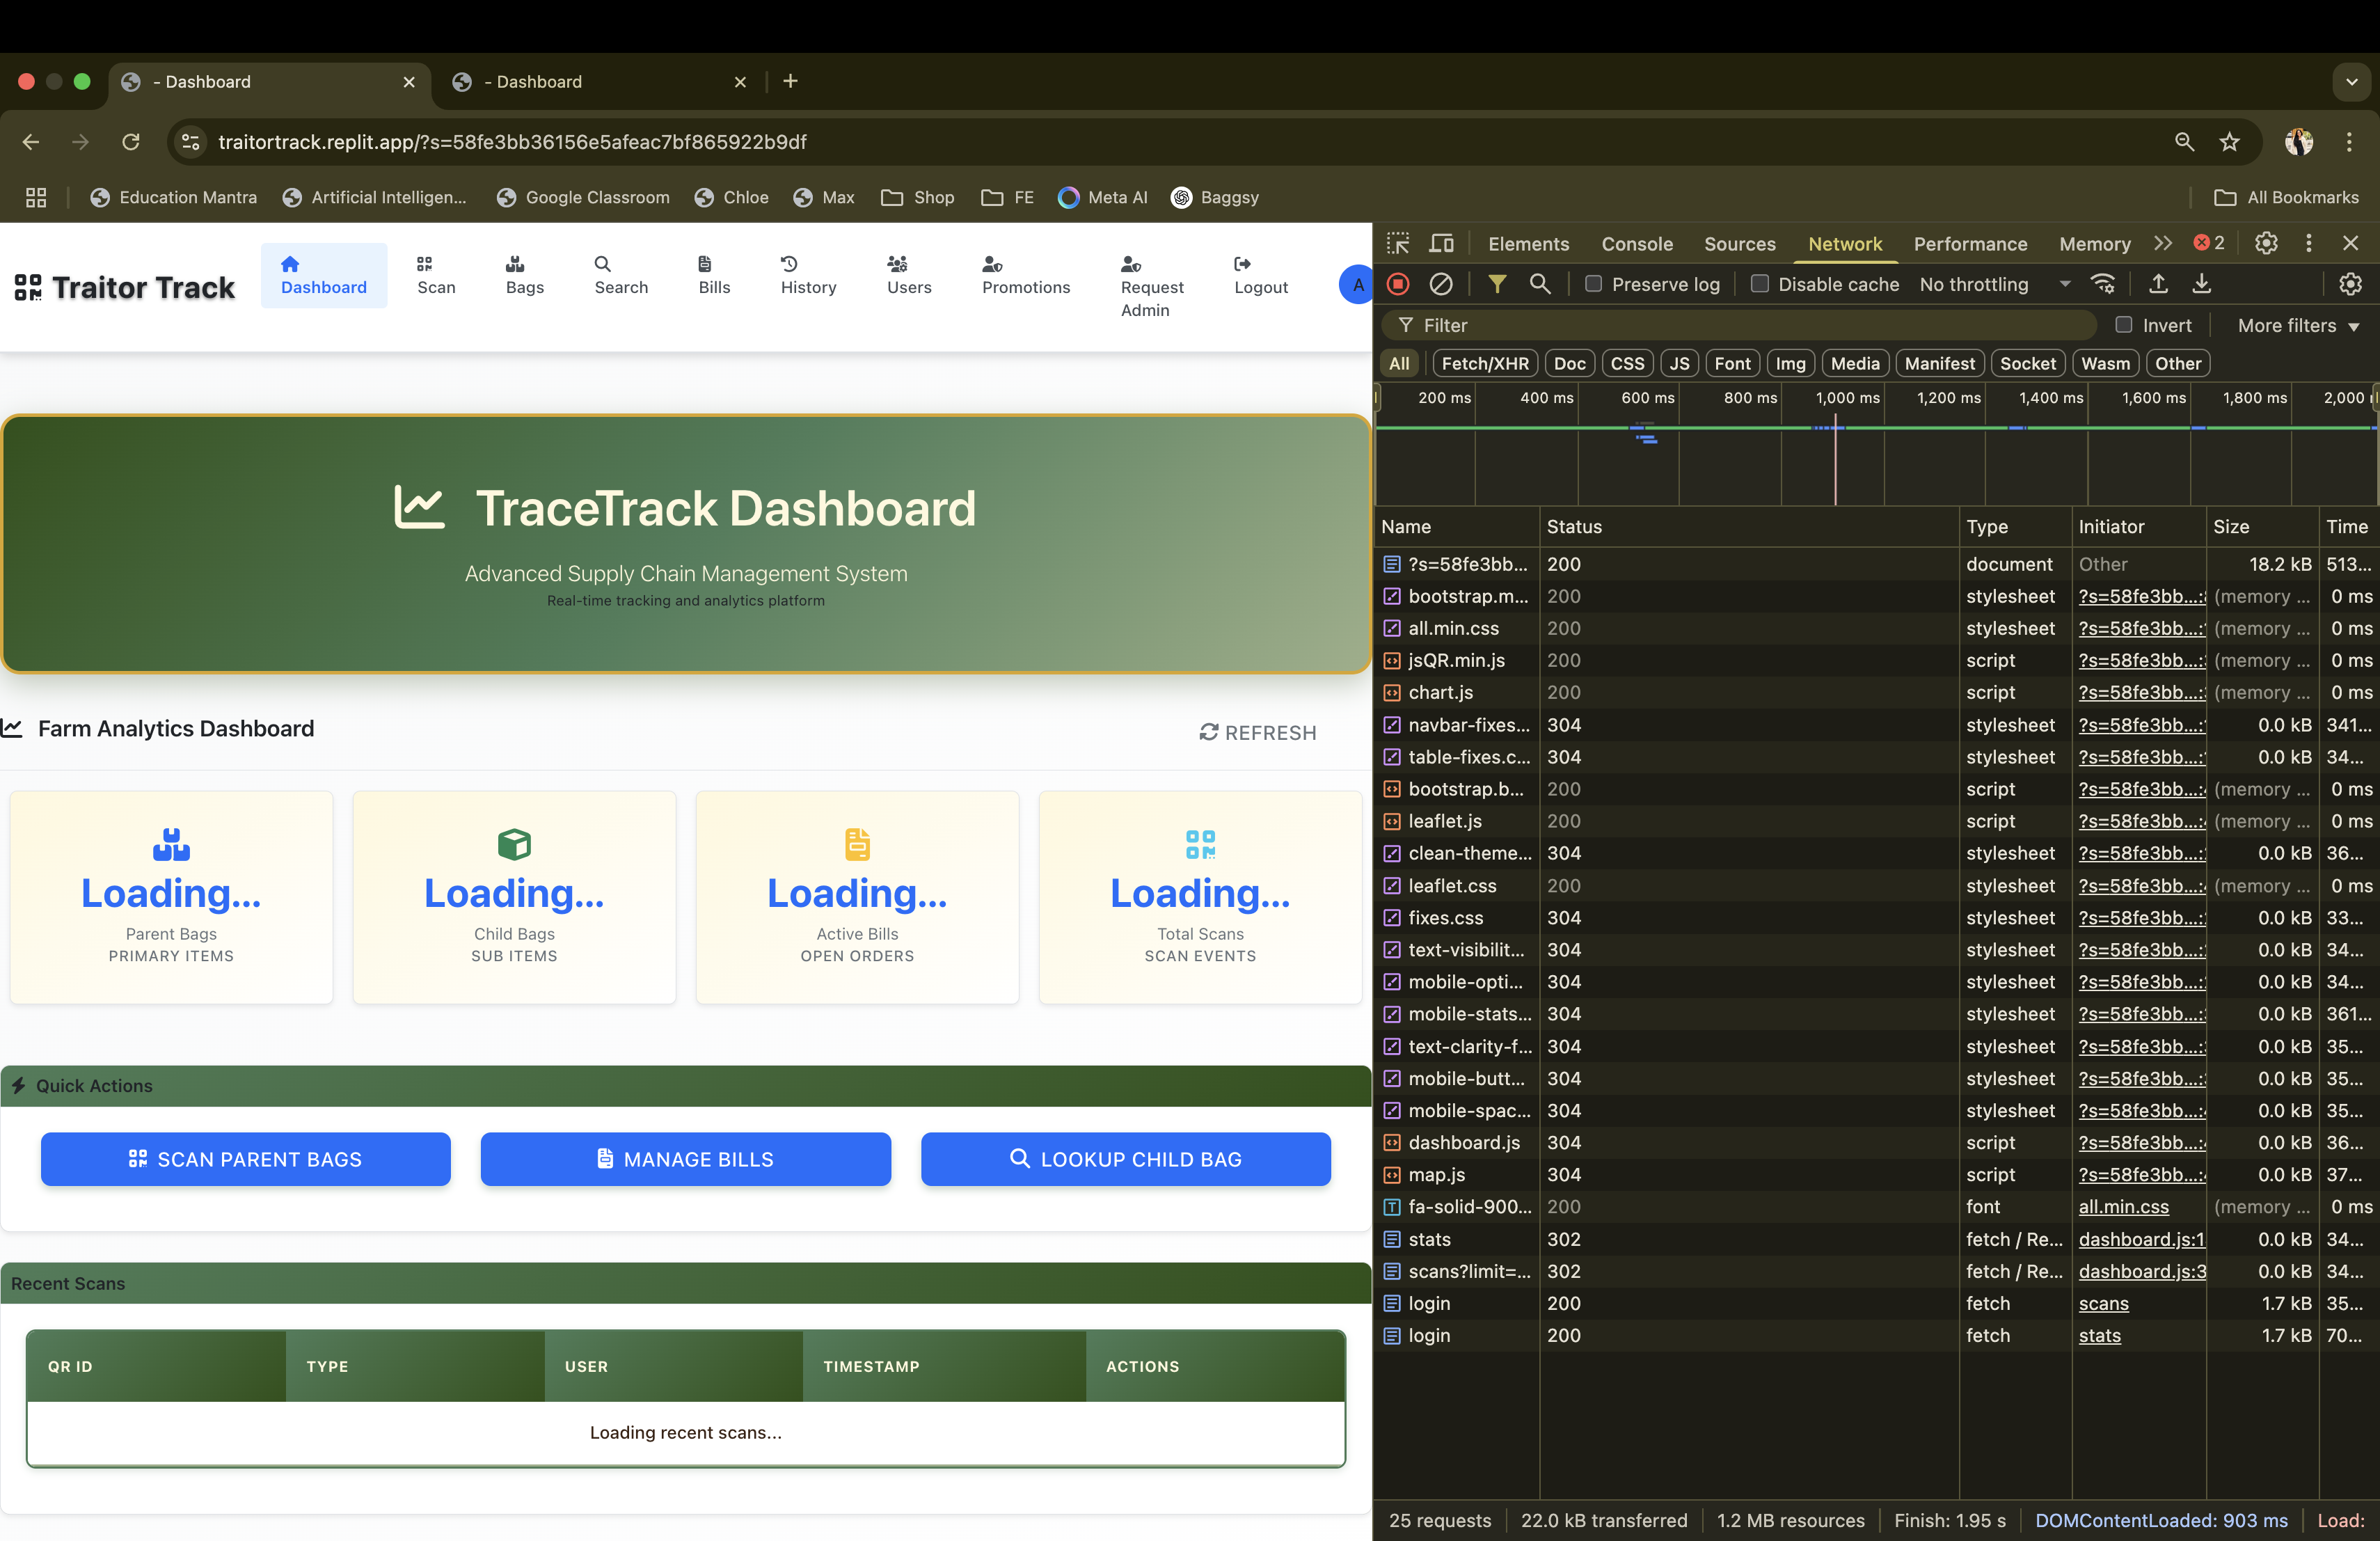 - Dashboard
- Dashboard
traitortrack.replit.app/?s=58fe3bb36156e5afeac7bf865922b9df
Education Mantra
Artificial Intelligen...
Google Classroom
Chloe
Max
Shop
FE
Meta AI
Baggsy
All Bookmarks
Traitor Track
Dashboard
Scan
Bags
Search
Bills
History
Users
Promotions
Request
Admin
Logout
A
TraceTrack Dashboard
Advanced Supply Chain Management System
Real-time tracking and analytics platform
Farm Analytics Dashboard
REFRESH
Loading...
Parent Bags
PRIMARY ITEMS
Loading...
Child Bags
SUB ITEMS
Loading...
Active Bills
OPEN ORDERS
Loading...
Total Scans
SCAN EVENTS
Quick Actions
SCAN PARENT BAGS
MANAGE BILLS
LOOKUP CHILD BAG
Recent Scans
QR ID TYPE USER TIMESTAMP ACTIONS
Loading recent scans...
Elements Console Sources Network Performance Memory 2
Preserve log Disable cache No throttling
Filter Invert More filters
All Fetch/XHR Doc CSS JS Font Img Media Manifest Socket Wasm Other
200 ms 400 ms 600 ms 800 ms 1,000 ms 1,200 ms 1,400 ms 1,600 ms 1,800 ms 2,000
Name Status Type Initiator Size Time
?s=58fe3bb... 200 document Other 18.2 kB 513...
bootstrap.m... 200 stylesheet ?s=58fe3bb...: (memory ... 0 ms
all.min.css 200 stylesheet ?s=58fe3bb...: (memory ... 0 ms
jsQR.min.js 200 script ?s=58fe3bb...: (memory ... 0 ms
chart.js 200 script ?s=58fe3bb...: (memory ... 0 ms
navbar-fixes... 304 stylesheet ?s=58fe3bb...: 0.0 kB 341...
table-fixes.c... 304 stylesheet ?s=58fe3bb...: 0.0 kB 34...
bootstrap.b... 200 script ?s=58fe3bb...: (memory ... 0 ms
leaflet.js 200 script ?s=58fe3bb...: (memory ... 0 ms
clean-theme... 304 stylesheet ?s=58fe3bb...: 0.0 kB 36...
leaflet.css 200 stylesheet ?s=58fe3bb...: (memory ... 0 ms
fixes.css 304 stylesheet ?s=58fe3bb...: 0.0 kB 33...
text-visibilit... 304 stylesheet ?s=58fe3bb...: 0.0 kB 34...
mobile-opti... 304 stylesheet ?s=58fe3bb...: 0.0 kB 34...
mobile-stats... 304 stylesheet ?s=58fe3bb...: 0.0 kB 361...
text-clarity-f... 304 stylesheet ?s=58fe3bb...: 0.0 kB 35...
mobile-butt... 304 stylesheet ?s=58fe3bb...: 0.0 kB 35...
mobile-spac... 304 stylesheet ?s=58fe3bb...: 0.0 kB 35...
dashboard.js 304 script ?s=58fe3bb...: 0.0 kB 36...
map.js 304 script ?s=58fe3bb...: 0.0 kB 37...
fa-solid-900... 200 font all.min.css (memory ... 0 ms
stats 302 fetch / Re... dashboard.js:1 0.0 kB 34...
scans?limit=... 302 fetch / Re... dashboard.js:3 0.0 kB 34...
login 200 fetch scans 1.7 kB 35...
login 200 fetch stats 1.7 kB 70...
25 requests 22.0 kB transferred 1.2 MB resources Finish: 1.95 s DOMContentLoaded: 903 ms Load: